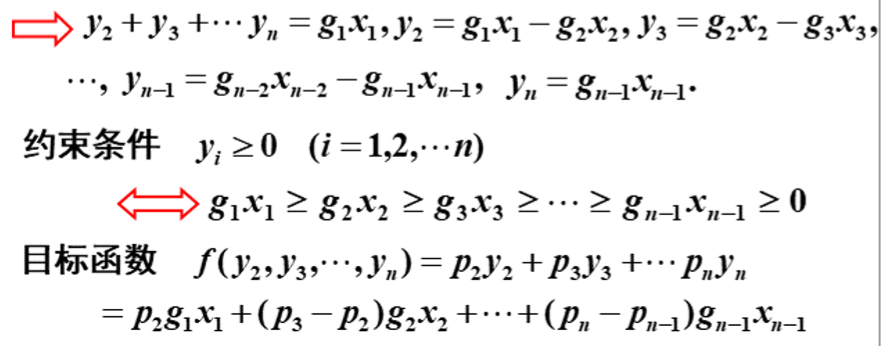 ⇨ y₂ + y₃ + ⋯ yₙ = g₁x₁, y₂ = g₁x₁ − g₂x₂, y₃ = g₂x₂ − g₃x₃,
⋯, yₙ₋₁ = gₙ₋₂xₙ₋₂ − gₙ₋₁xₙ₋₁, yₙ = gₙ₋₁xₙ₋₁.
约束条件 yᵢ ≥ 0 (i = 1,2,⋯n)
⇔ g₁x₁ ≥ g₂x₂ ≥ g₃x₃ ≥ ⋯ ≥ gₙ₋₁xₙ₋₁ ≥ 0
目标函数 f(y₂, y₃, ⋯, yₙ) = p₂y₂ + p₃y₃ + ⋯ pₙyₙ
= p₂g₁x₁ + (p₃ − p₂)g₂x₂ + ⋯ + (pₙ − pₙ₋₁)gₙ₋₁xₙ₋₁